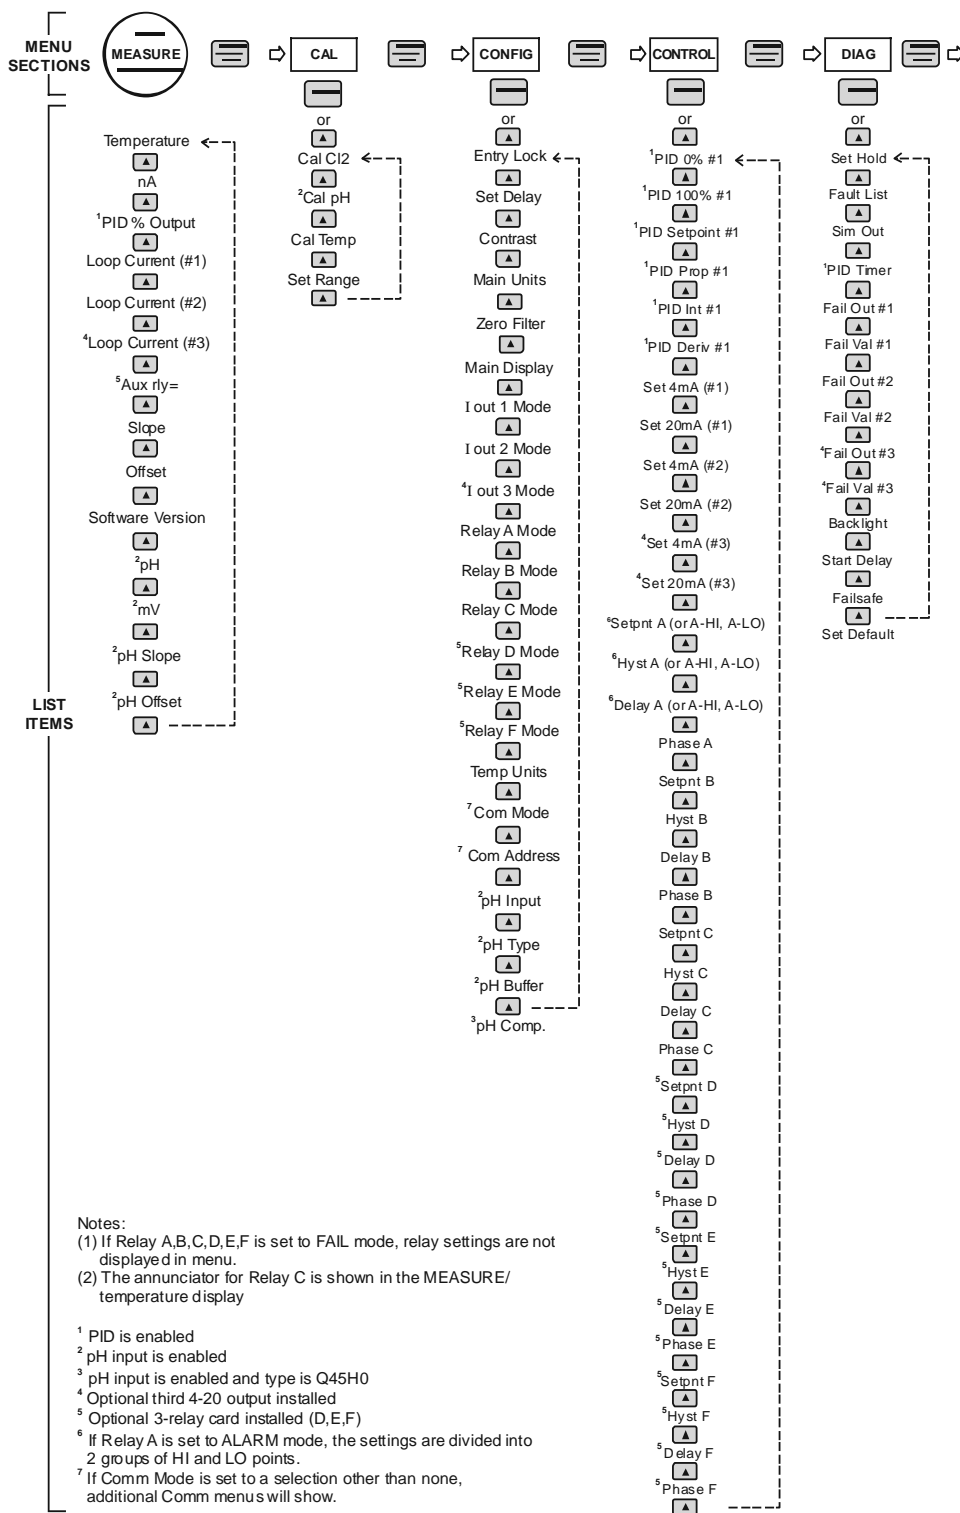 MENU
SECTIONS
MEASURE
CAL
CONFIG
CONTROL
DIAG
LIST
ITEMS
Temperature
nA
1PID % Output
Loop Current (#1)
Loop Current (#2)
4Loop Current (#3)
5Aux rly=
Slope
Offset
Software Version
2pH
2mV
2pH Slope
2pH Offset
or
Cal Cl2
2Cal pH
Cal Temp
Set Range
or
Entry Lock
Set Delay
Contrast
Main Units
Zero Filter
Main Display
I out 1 Mode
I out 2 Mode
4I out 3 Mode
Relay A Mode
Relay B Mode
Relay C Mode
5Relay D Mode
5Relay E Mode
5Relay F Mode
Temp Units
7 Com Mode
7 Com Address
2pH Input
2pH Type
2pH Buffer
3pH Comp.
or
1PID 0% #1
1PID 100% #1
1PID Setpoint #1
1PID Prop #1
1PID Int #1
1PID Deriv #1
Set 4mA (#1)
Set 20mA (#1)
Set 4mA (#2)
Set 20mA (#2)
4Set 4mA (#3)
4Set 20mA (#3)
6Setpnt A (or A-HI, A-LO)
6Hyst A (or A-HI, A-LO)
6Delay A (or A-HI, A-LO)
Phase A
Setpnt B
Hyst B
Delay B
Phase B
Setpnt C
Hyst C
Delay C
Phase C
5Setpnt D
5Hyst D
5Delay D
5Phase D
5Setpnt E
5Hyst E
5Delay E
5Phase E
5Setpnt F
5Hyst F
5Delay F
5Phase F
or
Set Hold
Fault List
Sim Out
1PID Timer
Fail Out #1
Fail Val #1
Fail Out #2
Fail Val #2
4Fail Out #3
4Fail Val #3
Backlight
Start Delay
Failsafe
Set Default
Notes:
(1) If Relay A,B,C,D,E,F is set to FAIL mode, relay settings are not
displayed in menu.
(2) The annunciator for Relay C is shown in the MEASURE/
temperature display
1 PID is enabled
2 pH input is enabled
3 pH input is enabled and type is Q45H0
4 Optional third 4-20 output installed
5 Optional 3-relay card installed (D,E,F)
6 If Relay A is set to ALARM mode, the settings are divided into
2 groups of HI and LO points.
7 If Comm Mode is set to a selection other than none,
additional Comm menus will show.